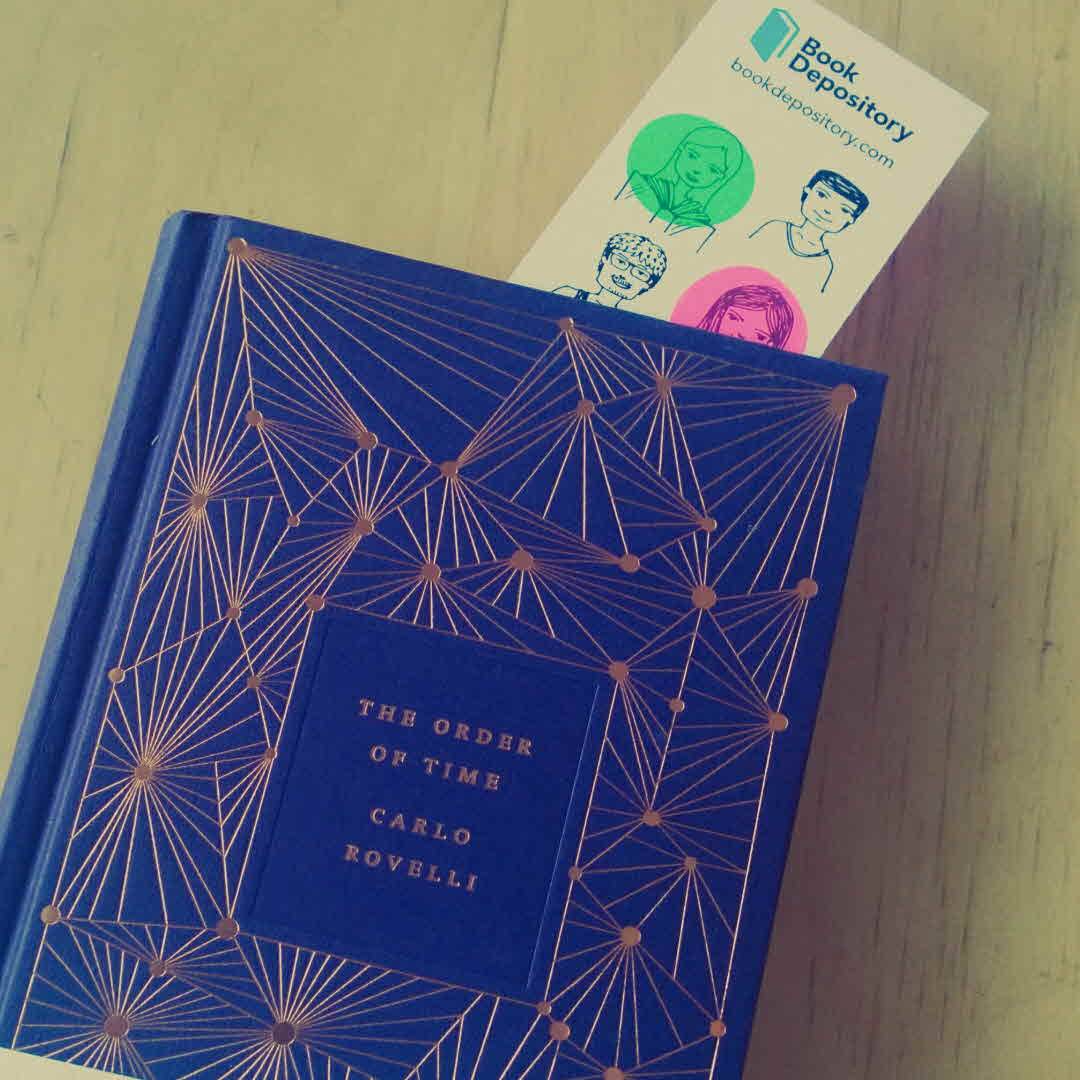 Book
Depository
bookdepository.com
THE ORDER
OF TIME
CARLO
ROVELLI